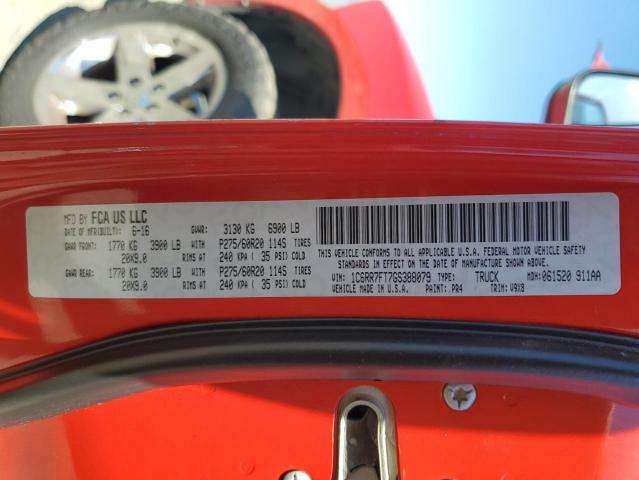 MFD BY FCA US LLC
DATE OF MFR(BUILT): 6-16 GVWR: 3130 KG 6900 LB
GAWR FRONT: 1770 KG 3900 LB WITH P275/60R20 114S TIRES
20X9.0 RIMS AT 240 KPA ( 35 PSI) COLD
GAWR REAR: 1770 KG 3900 LB WITH P275/60R20 114S TIRES
20X9.0 RIMS AT 240 KPA ( 35 PSI) COLD
THIS VEHICLE CONFORMS TO ALL APPLICABLE U.S.A. FEDERAL MOTOR VEHICLE SAFETY
STANDARDS IN EFFECT ON THE DATE OF MANUFACTURE SHOWN ABOVE.
VIN: 1C6RR7FT7GS388079 TYPE: TRUCK MDH: 061520 911AA
VEHICLE MADE IN U.S.A. PAINT: PR4 TRIM: V9X8